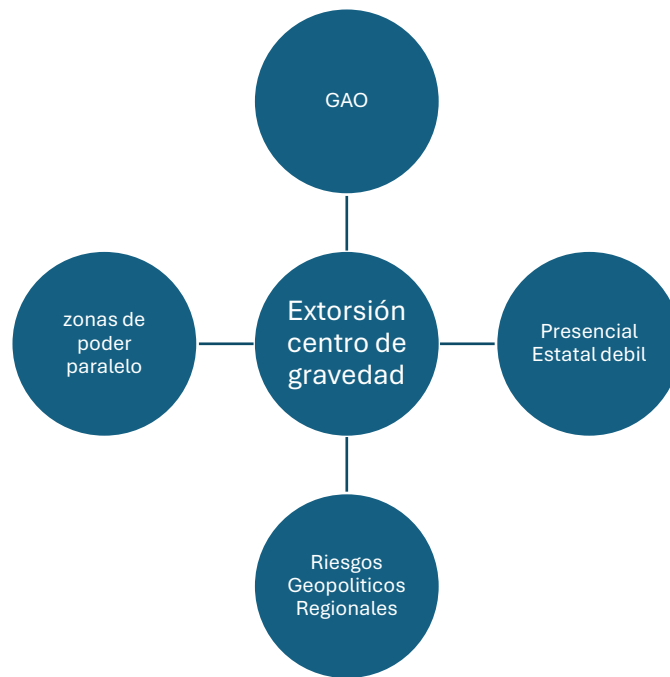 GAO
zonas de
poder
paralelo
Extorsión
centro de
gravedad
Presencial
Estatal debil
Riesgos
Geopoliticos
Regionales